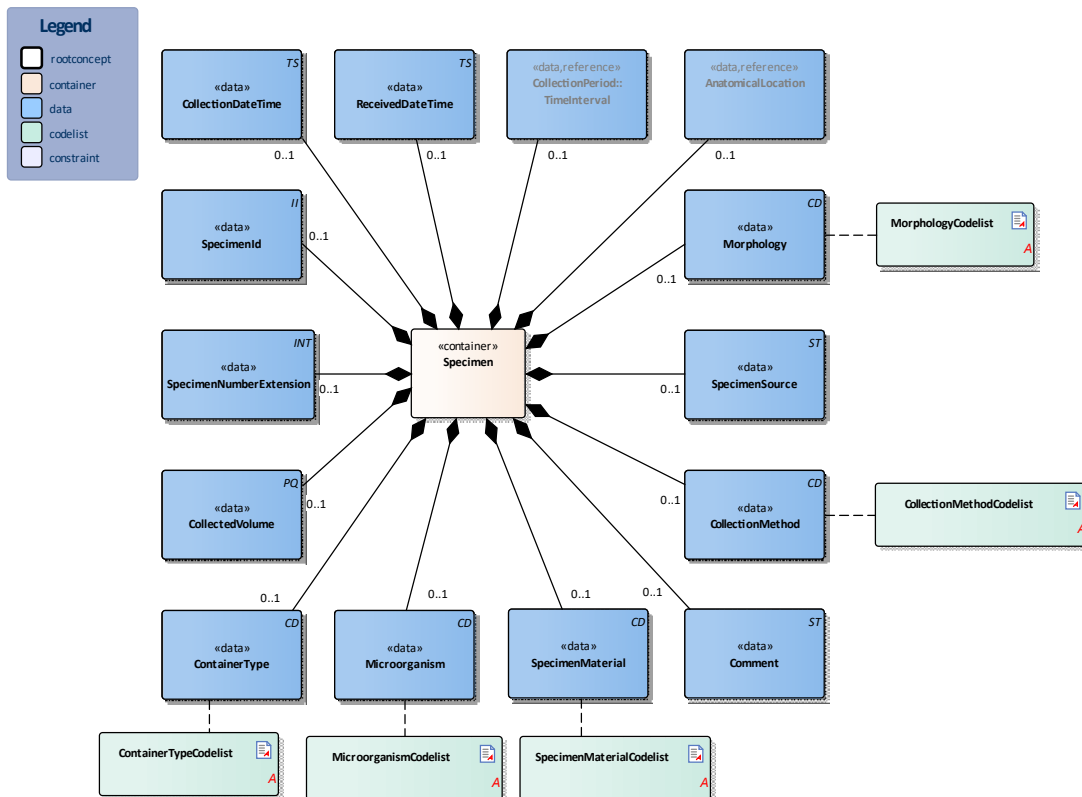 Legend
rootconcept
container
data
codelist
constraint
TS
«data»
CollectionDateTime
TS
«data»
ReceivedDateTime
«data,reference»
CollectionPeriod::
TimeInterval
«data,reference»
AnatomicalLocation
0..1
0..1
0..1
0..1
II
«data»
SpecimenId
0..1
CD
«data»
Morphology
0..1
MorphologyCodelist
A
«container»
Specimen
INT
«data»
SpecimenNumberExtension
0..1
ST
«data»
SpecimenSource
0..1
PQ
«data»
CollectedVolume
0..1
CD
«data»
CollectionMethod
0..1
CollectionMethodCodelist
A
0..1
0..1
0..1
0..1
CD
«data»
ContainerType
CD
«data»
Microorganism
CD
«data»
SpecimenMaterial
ST
«data»
Comment
ContainerTypeCodelist
A
MicroorganismCodelist
A
SpecimenMaterialCodelist
A